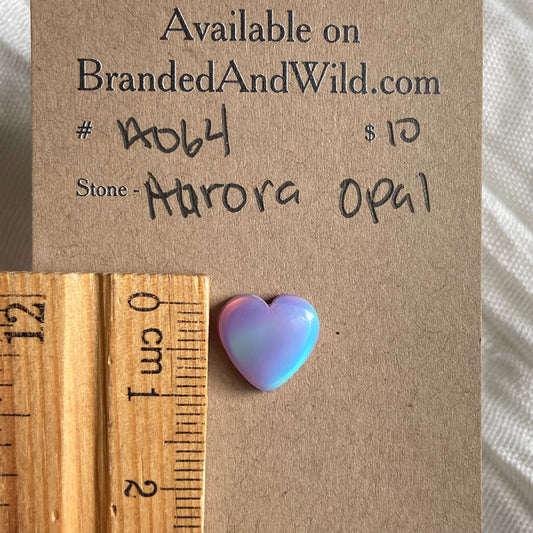 Available on
BrandedAndWild.com
# A064 $ 10
Stone - Aurora Opal
12
0 cm 1 2